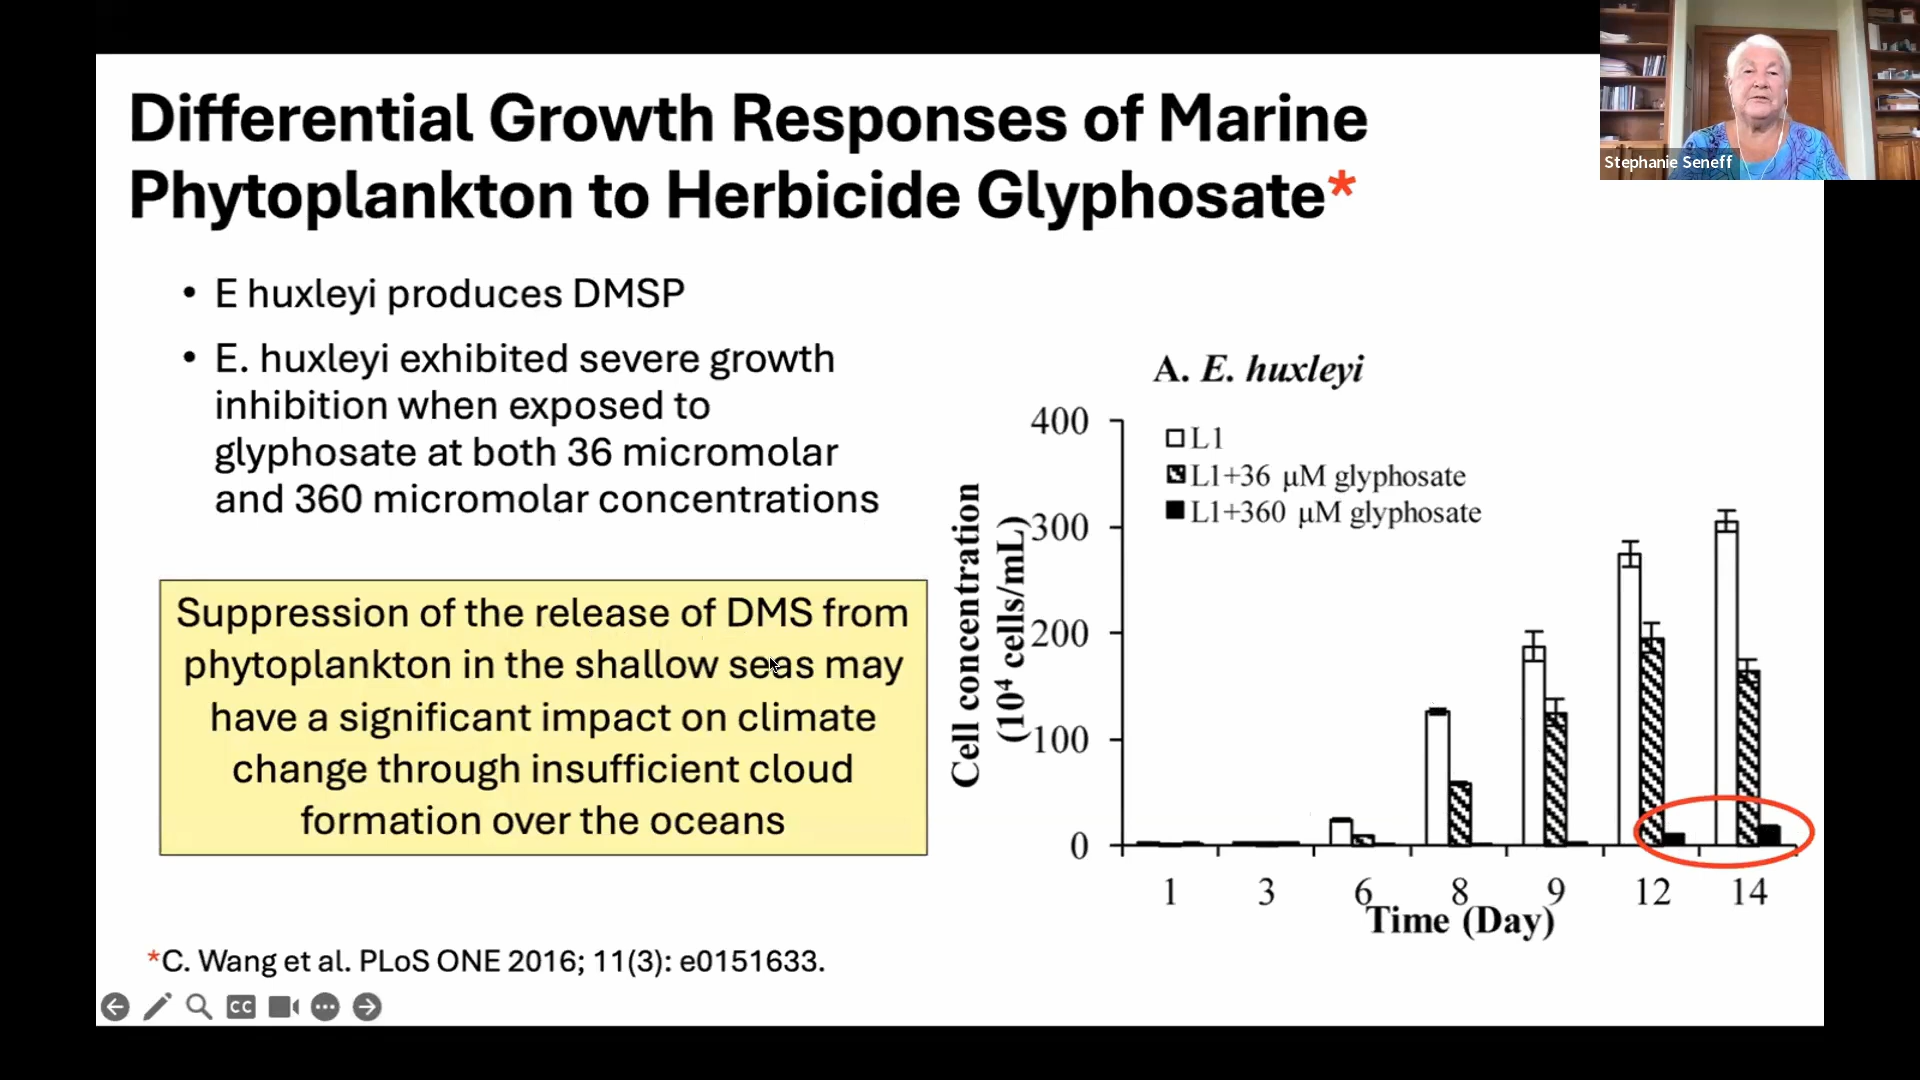 Differential Growth Responses of Marine
Phytoplankton to Herbicide Glyphosate*
Stephanie Seneff
• E huxleyi produces DMSP
• E. huxleyi exhibited severe growth
inhibition when exposed to
glyphosate at both 36 micromolar
and 360 micromolar concentrations
Suppression of the release of DMS from
phytoplankton in the shallow seas may
have a significant impact on climate
change through insufficient cloud
formation over the oceans
A. E. huxleyi
L1
L1+36 μM glyphosate
L1+360 μM glyphosate
Cell concentration
(10⁴ cells/mL)
400
300
200
100
0
1 3 6 8 9 12 14
Time (Day)
*C. Wang et al. PLoS ONE 2016; 11(3): e0151633.
CC